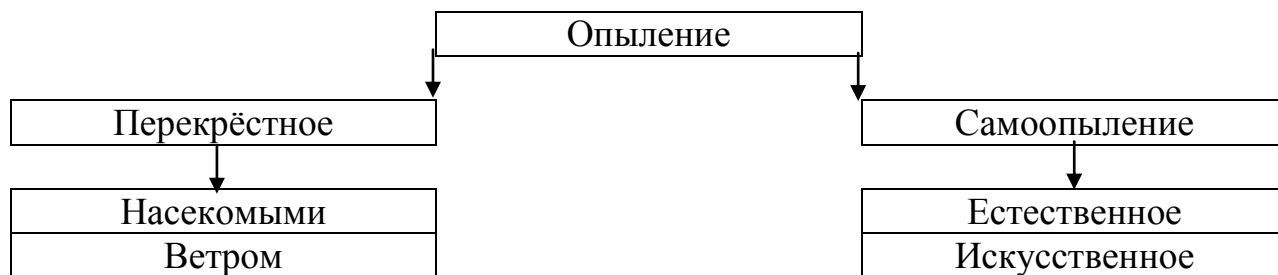 Опыление
Перекрёстное
Самоопыление
Насекомыми
Естественное
Ветром
Искусственное